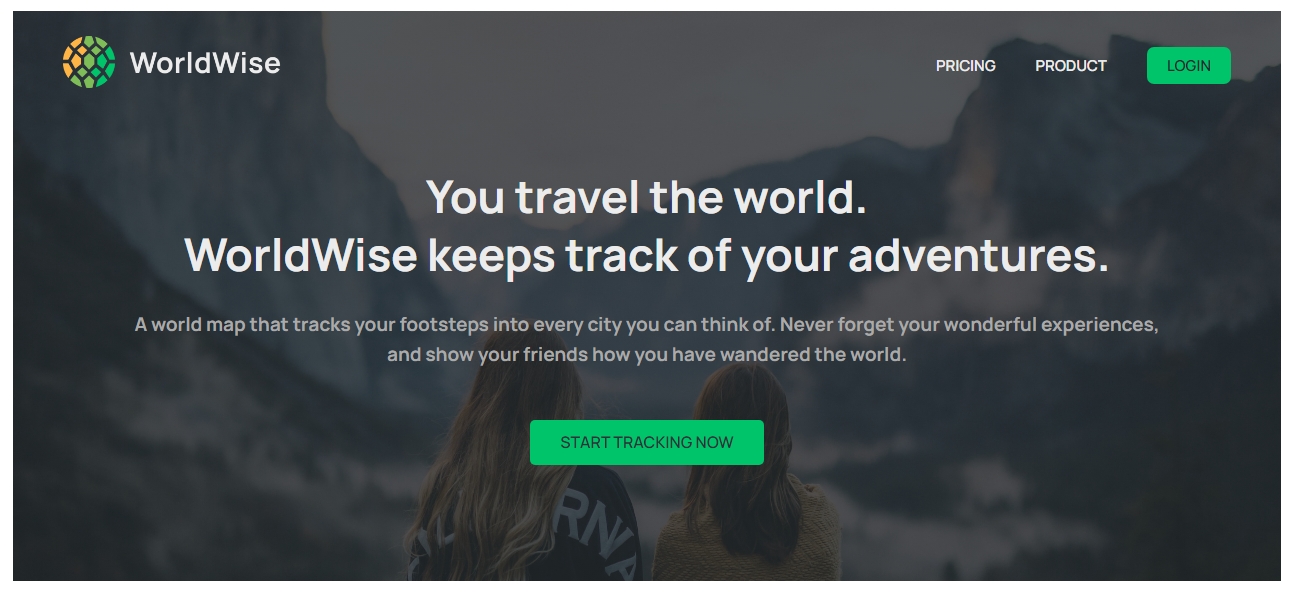 WorldWise
PRICING
PRODUCT
LOGIN
You travel the world.
WorldWise keeps track of your adventures.
A world map that tracks your footsteps into every city you can think of. Never forget your wonderful experiences,
and show your friends how you have wandered the world.
START TRACKING NOW
RNA